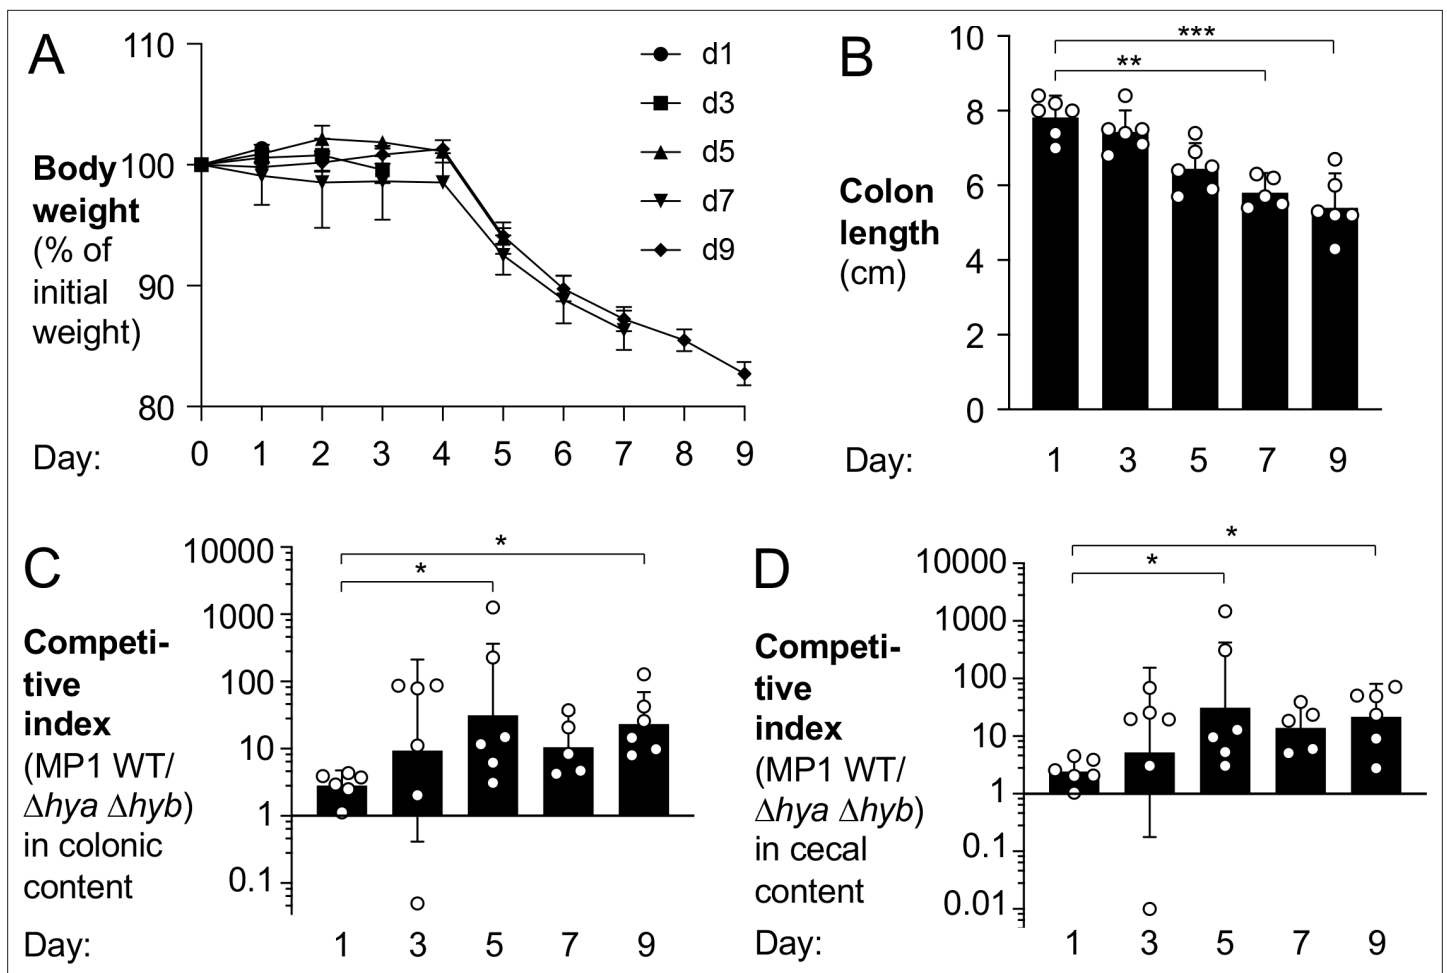 A
110
100
90
80
Body
weight
(% of
initial
weight)
d1
d3
d5
d7
d9
Day: 0 1 2 3 4 5 6 7 8 9
B
10
8
6
4
2
0
Colon
length
(cm)
***
**
Day: 1 3 5 7 9
C
10000
1000
100
10
1
0.1
Competi-
tive
index
(MP1 WT/
Δhya Δhyb)
in colonic
content
*
*
Day: 1 3 5 7 9
D
10000
1000
100
10
1
0.1
0.01
Competi-
tive
index
(MP1 WT/
Δhya Δhyb)
in cecal
content
*
*
Day: 1 3 5 7 9